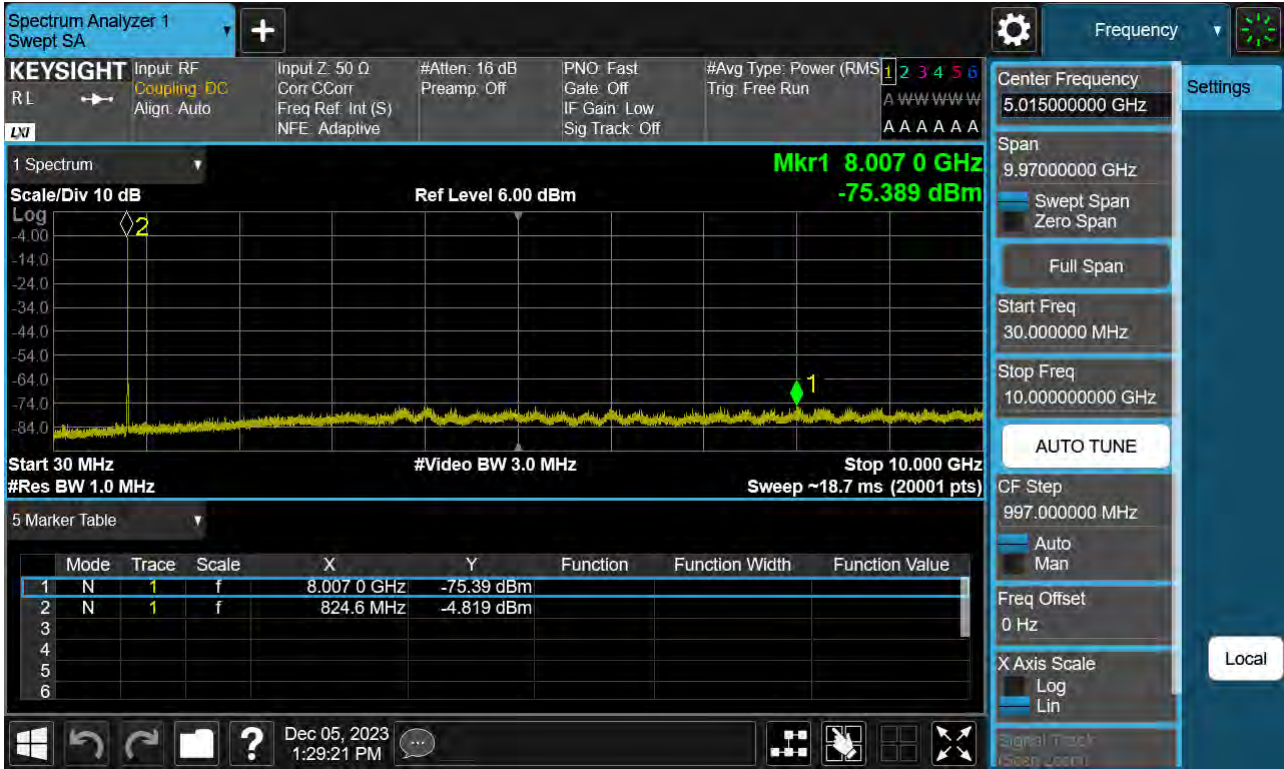 Spectrum Analyzer 1
Swept SA
+
Frequency
KEYSIGHT
RL
LXI
Input: RF
Coupling: DC
Align: Auto
Input Z: 50 Ω
Corr CCorr
Freq Ref: Int (S)
NFE: Adaptive
#Atten: 16 dB
Preamp: Off
PNO: Fast
Gate: Off
IF Gain: Low
Sig Track: Off
#Avg Type: Power (RMS
Trig: Free Run
1 2 3 4 5 6
A W W W W W
A A A A A A
1 Spectrum
Mkr1 8.007 0 GHz
Scale/Div 10 dB
Ref Level 6.00 dBm
-75.389 dBm
Log
-4.00
-14.0
-24.0
-34.0
-44.0
-54.0
-64.0
-74.0
-84.0
2
1
Start 30 MHz
#Video BW 3.0 MHz
Stop 10.000 GHz
#Res BW 1.0 MHz
Sweep ~18.7 ms (20001 pts)
5 Marker Table
Mode Trace Scale X Y Function Function Width Function Value
1 N 1 f 8.007 0 GHz -75.39 dBm
2 N 1 f 824.6 MHz -4.819 dBm
3
4
5
6
?
Dec 05, 2023
1:29:21 PM
Center Frequency
5.015000000 GHz
Settings
Span
9.97000000 GHz
Swept Span
Zero Span
Full Span
Start Freq
30.000000 MHz
Stop Freq
10.000000000 GHz
AUTO TUNE
CF Step
997.000000 MHz
Auto
Man
Freq Offset
0 Hz
X Axis Scale
Log
Lin
Local
Signal Track
(Span Zoom)